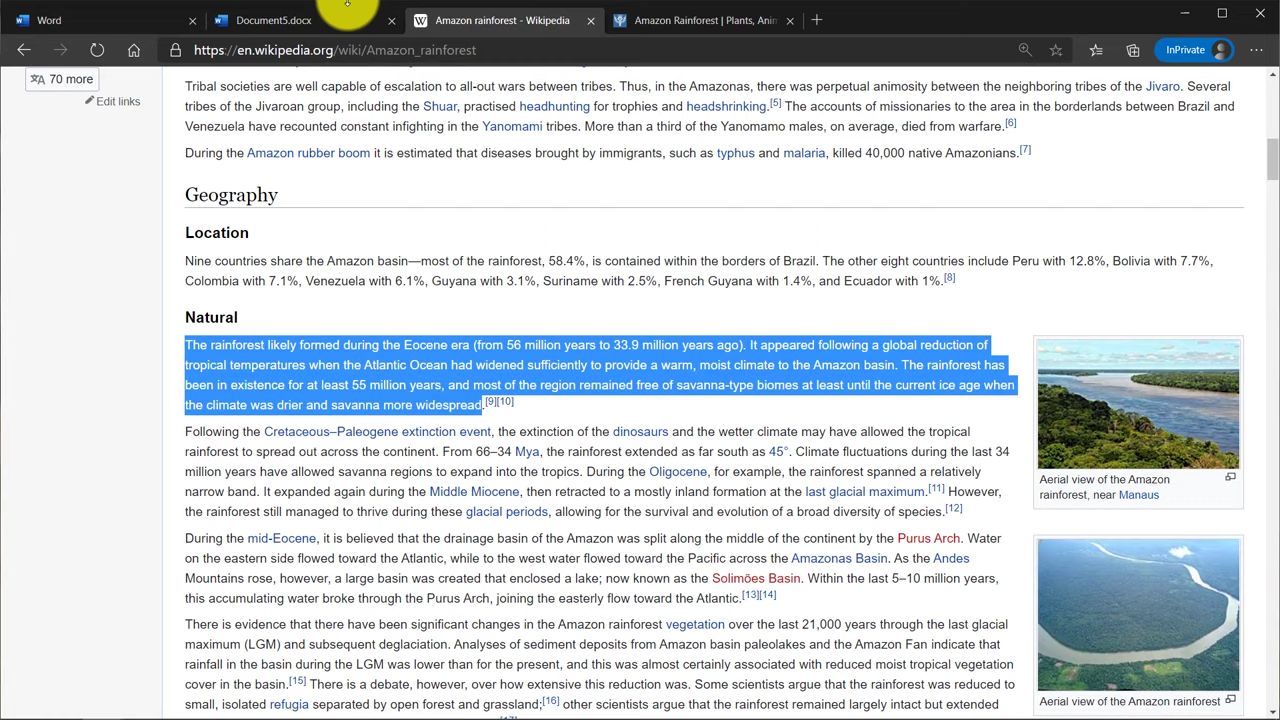 Word
Document5.docx
W Amazon rainforest - Wikipedia
Amazon Rainforest | Plants, Anim
https://en.wikipedia.org/wiki/Amazon_rainforest
InPrivate
70 more
Edit links
Tribal societies are well capable of escalation to all-out wars between tribes. Thus, in the Amazonas, there was perpetual animosity between the neighboring tribes of the Jivaro. Several
tribes of the Jivaroan group, including the Shuar, practised headhunting for trophies and headshrinking.[5] The accounts of missionaries to the area in the borderlands between Brazil and
Venezuela have recounted constant infighting in the Yanomami tribes. More than a third of the Yanomamo males, on average, died from warfare.[6]
During the Amazon rubber boom it is estimated that diseases brought by immigrants, such as typhus and malaria, killed 40,000 native Amazonians.[7]
Geography
Location
Nine countries share the Amazon basin—most of the rainforest, 58.4%, is contained within the borders of Brazil. The other eight countries include Peru with 12.8%, Bolivia with 7.7%,
Colombia with 7.1%, Venezuela with 6.1%, Guyana with 3.1%, Suriname with 2.5%, French Guyana with 1.4%, and Ecuador with 1%.[8]
Natural
The rainforest likely formed during the Eocene era (from 56 million years to 33.9 million years ago). It appeared following a global reduction of
tropical temperatures when the Atlantic Ocean had widened sufficiently to provide a warm, moist climate to the Amazon basin. The rainforest has
been in existence for at least 55 million years, and most of the region remained free of savanna-type biomes at least until the current ice age when
the climate was drier and savanna more widespread.[9][10]
Following the Cretaceous–Paleogene extinction event, the extinction of the dinosaurs and the wetter climate may have allowed the tropical
rainforest to spread out across the continent. From 66–34 Mya, the rainforest extended as far south as 45°. Climate fluctuations during the last 34
million years have allowed savanna regions to expand into the tropics. During the Oligocene, for example, the rainforest spanned a relatively
narrow band. It expanded again during the Middle Miocene, then retracted to a mostly inland formation at the last glacial maximum.[11] However,
the rainforest still managed to thrive during these glacial periods, allowing for the survival and evolution of a broad diversity of species.[12]
During the mid-Eocene, it is believed that the drainage basin of the Amazon was split along the middle of the continent by the Purus Arch. Water
on the eastern side flowed toward the Atlantic, while to the west water flowed toward the Pacific across the Amazonas Basin. As the Andes
Mountains rose, however, a large basin was created that enclosed a lake; now known as the Solimões Basin. Within the last 5–10 million years,
this accumulating water broke through the Purus Arch, joining the easterly flow toward the Atlantic.[13][14]
There is evidence that there have been significant changes in the Amazon rainforest vegetation over the last 21,000 years through the last glacial
maximum (LGM) and subsequent deglaciation. Analyses of sediment deposits from Amazon basin paleolakes and the Amazon Fan indicate that
rainfall in the basin during the LGM was lower than for the present, and this was almost certainly associated with reduced moist tropical vegetation
cover in the basin.[15] There is a debate, however, over how extensive this reduction was. Some scientists argue that the rainforest was reduced to
small, isolated refugia separated by open forest and grassland;[16] other scientists argue that the rainforest remained largely intact but extended
Aerial view of the Amazon
rainforest, near Manaus
Aerial view of the Amazon rainforest